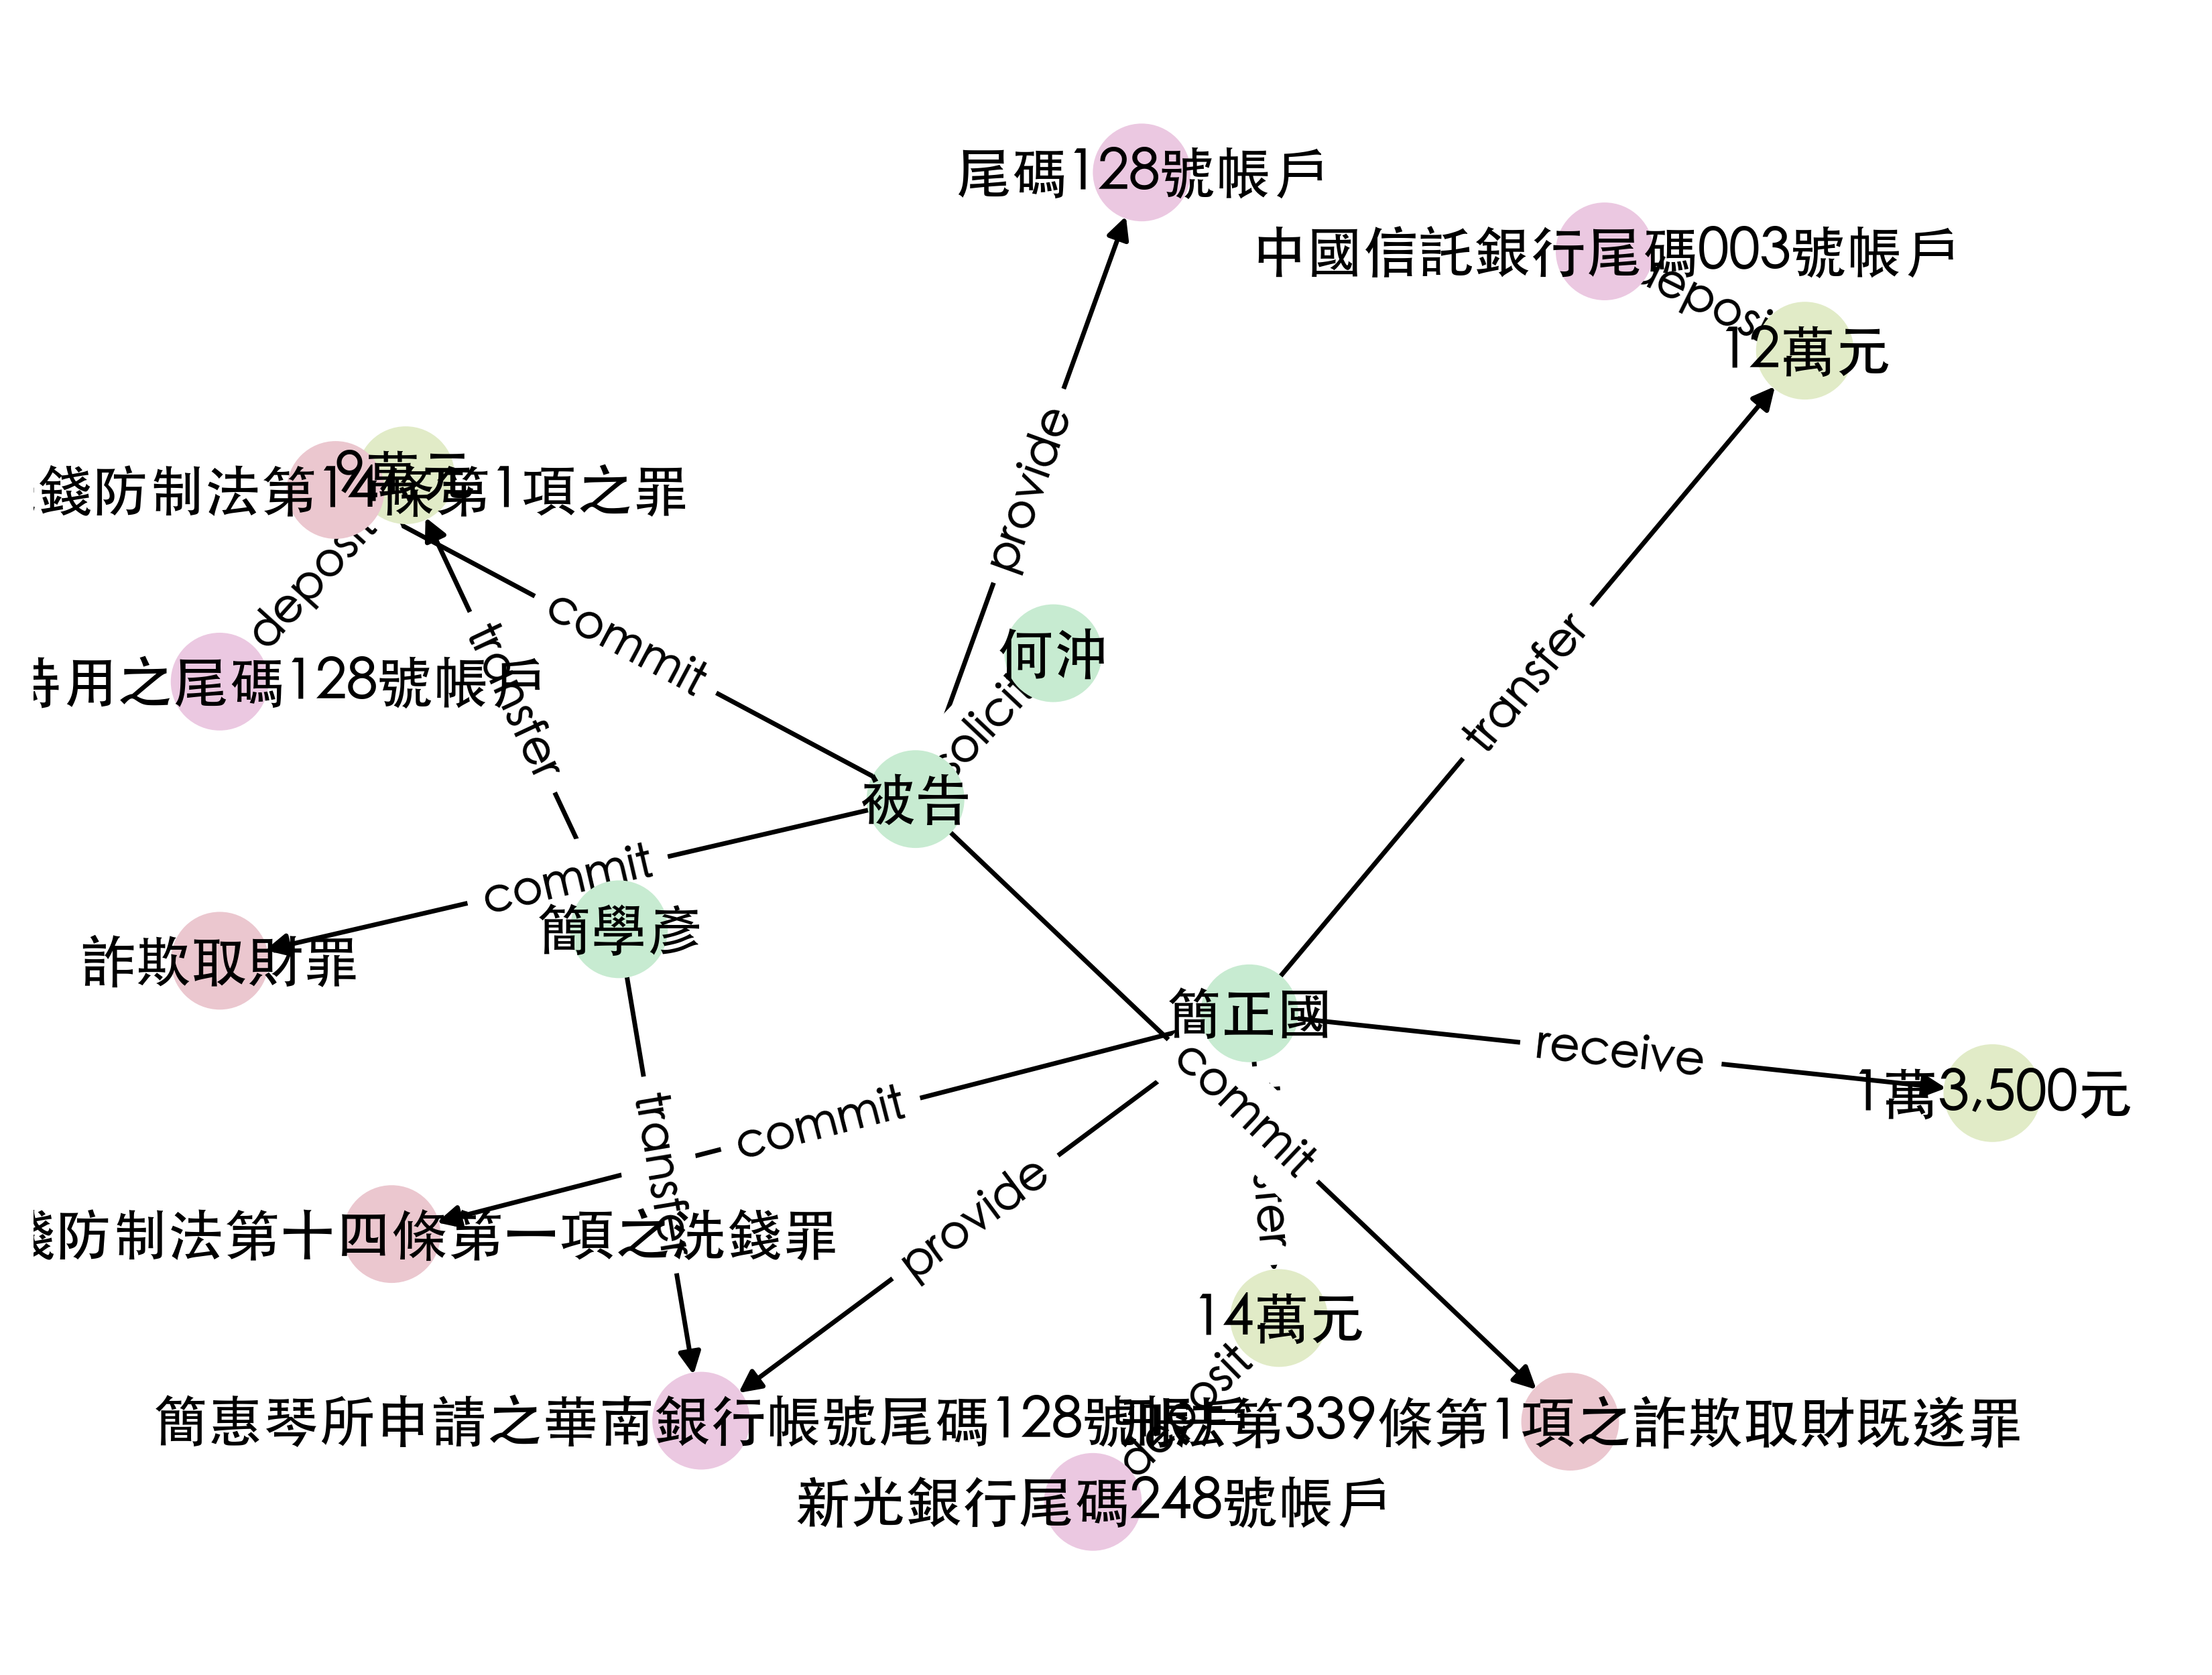 尾碼128號帳戶
中國信託銀行尾碼003號帳戶
deposi
12萬元
provide
9萬元
錢防制法第14條第1項之罪
deposit
commit
transfer
何沖
solicit
transfer
用之尾碼128號帳戶
被告
commit
簡學彥
詐欺取財罪
簡正國
receive
1萬3,500元
commit
commit
transfer
provide
fer
錢防制法第十四條第一項之洗錢罪
14萬元
deposit
簡惠琴所申請之華南銀行帳號尾碼128號帳戶
刑法第339條第1項之詐欺取財既遂罪
新光銀行尾碼248號帳戶